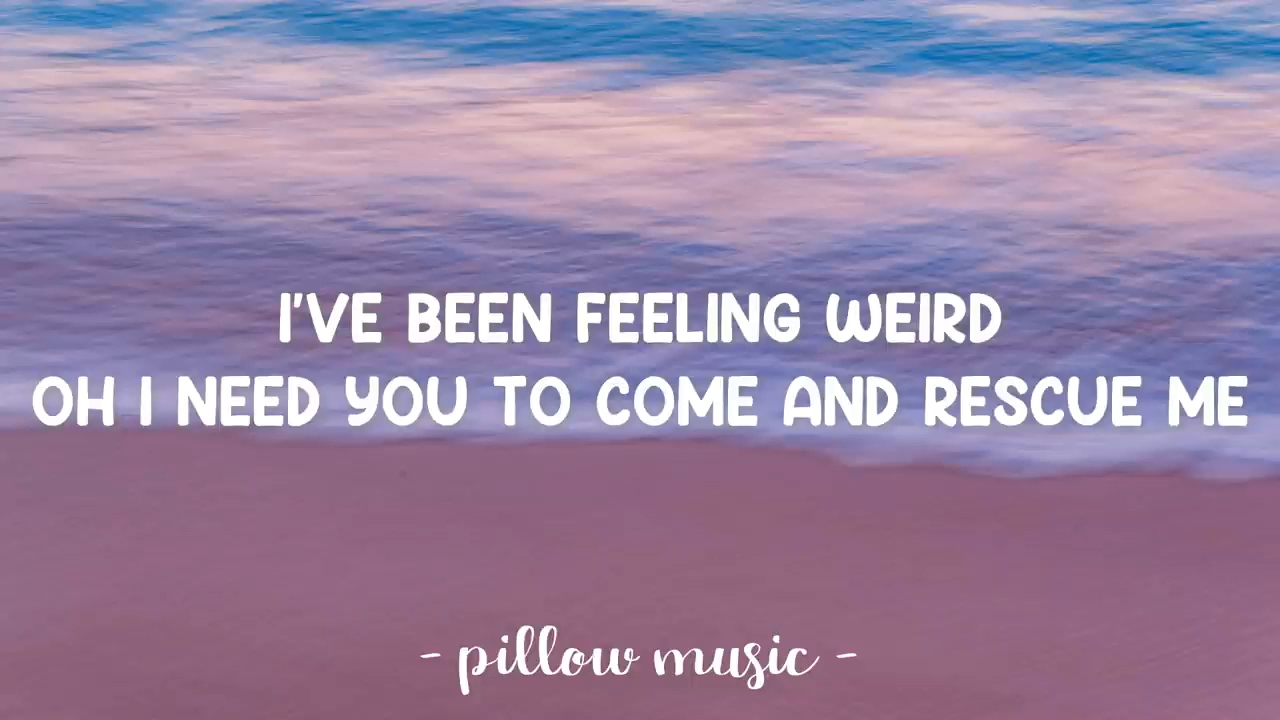 I'VE BEEN FEELING WEIRD
OH I NEED YOU TO COME AND RESCUE ME
- pillow music -